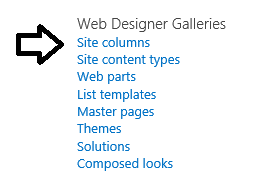 Web Designer Galleries
Site columns
Site content types
Web parts
List templates
Master pages
Themes
Solutions
Composed looks